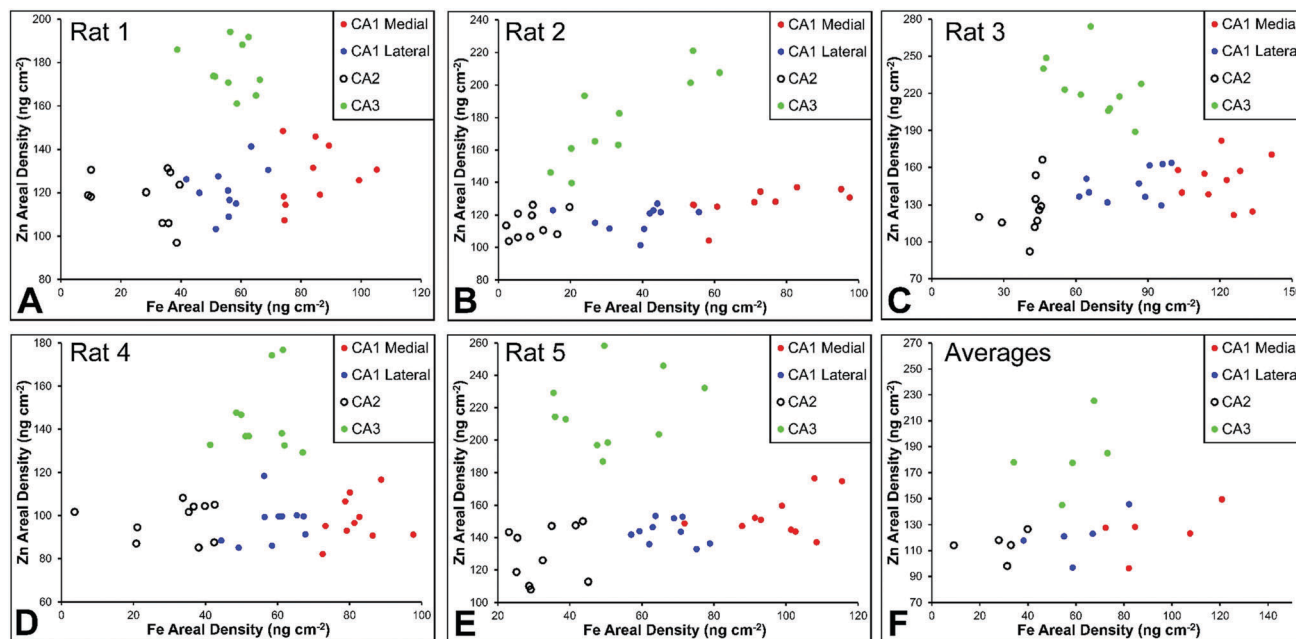 Rat 1
CA1 Medial
CA1 Lateral
CA2
CA3
Zn Areal Density (ng cm⁻²)
200
180
160
140
120
100
80
0 20 40 60 80 100 120
Fe Areal Density (ng cm⁻²)
A
Rat 2
CA1 Medial
CA1 Lateral
CA2
CA3
Zn Areal Density (ng cm⁻²)
240
220
200
180
160
140
120
100
80
60
40
0 20 40 60 80 100
Fe Areal Density (ng cm⁻²)
B
Rat 3
CA1 Medial
CA1 Lateral
CA2
CA3
Zn Areal Density (ng cm⁻²)
280
250
220
190
160
130
100
70
0 30 60 90 120 150
Fe Areal Density (ng cm⁻²)
C
Rat 4
CA1 Medial
CA1 Lateral
CA2
CA3
Zn Areal Density (ng cm⁻²)
180
160
140
120
100
80
60
0 20 40 60 80 100
Fe Areal Density (ng cm⁻²)
D
Rat 5
CA1 Medial
CA1 Lateral
CA2
CA3
Zn Areal Density (ng cm⁻²)
260
240
220
200
180
160
140
120
100
0 20 40 60 80 100 120
Fe Areal Density (ng cm⁻²)
E
Averages
CA1 Medial
CA1 Lateral
CA2
CA3
Zn Areal Density (ng cm⁻²)
270
250
230
210
190
170
150
130
110
90
70
0 20 40 60 80 100 120 140
Fe Areal Density (ng cm⁻²)
F